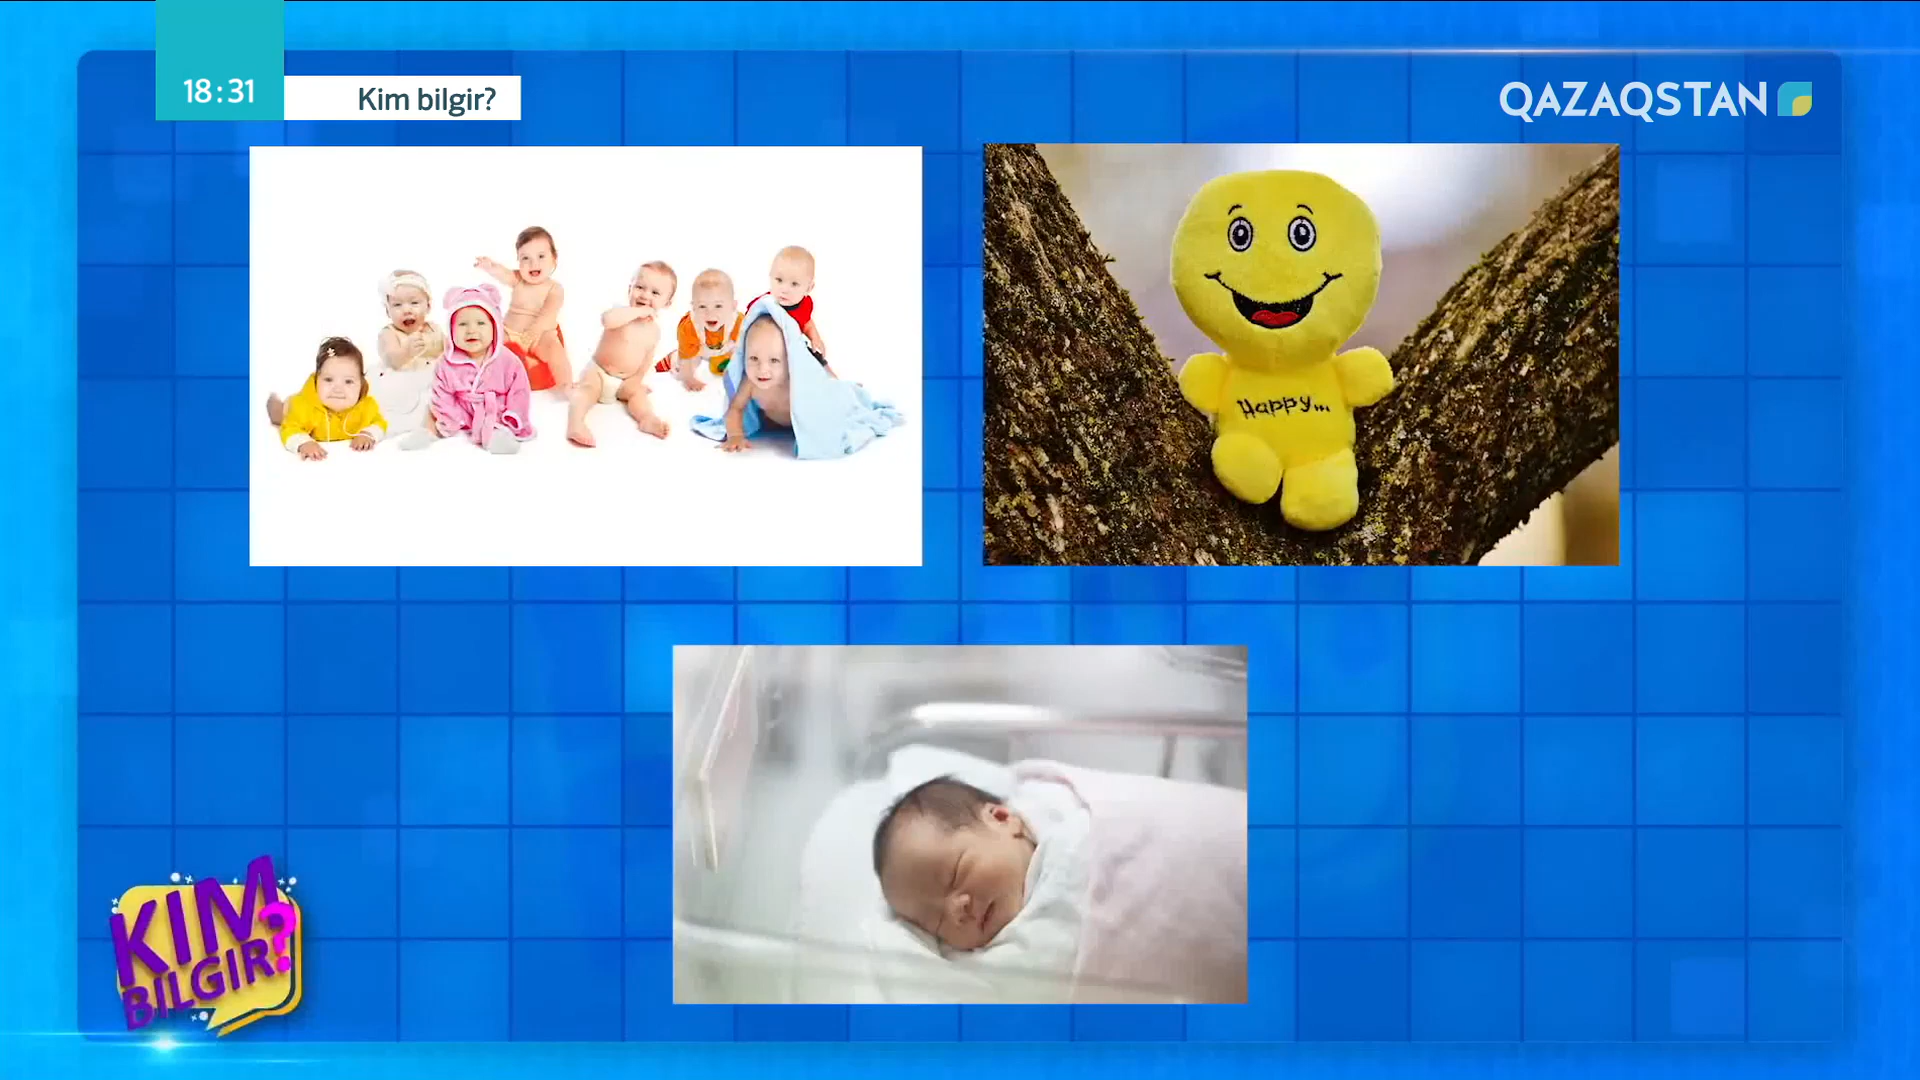 18:31
Kim bilgir?
QAZAQSTAN
Happy...
KIM
BILGIR?